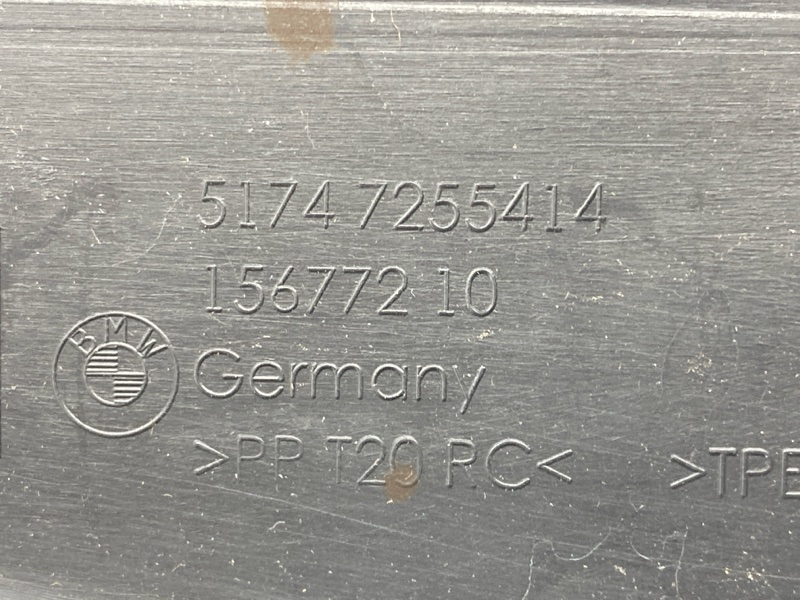 5174 7255414
156772 10
BMW Germany
>PP T20 RC< >TPE